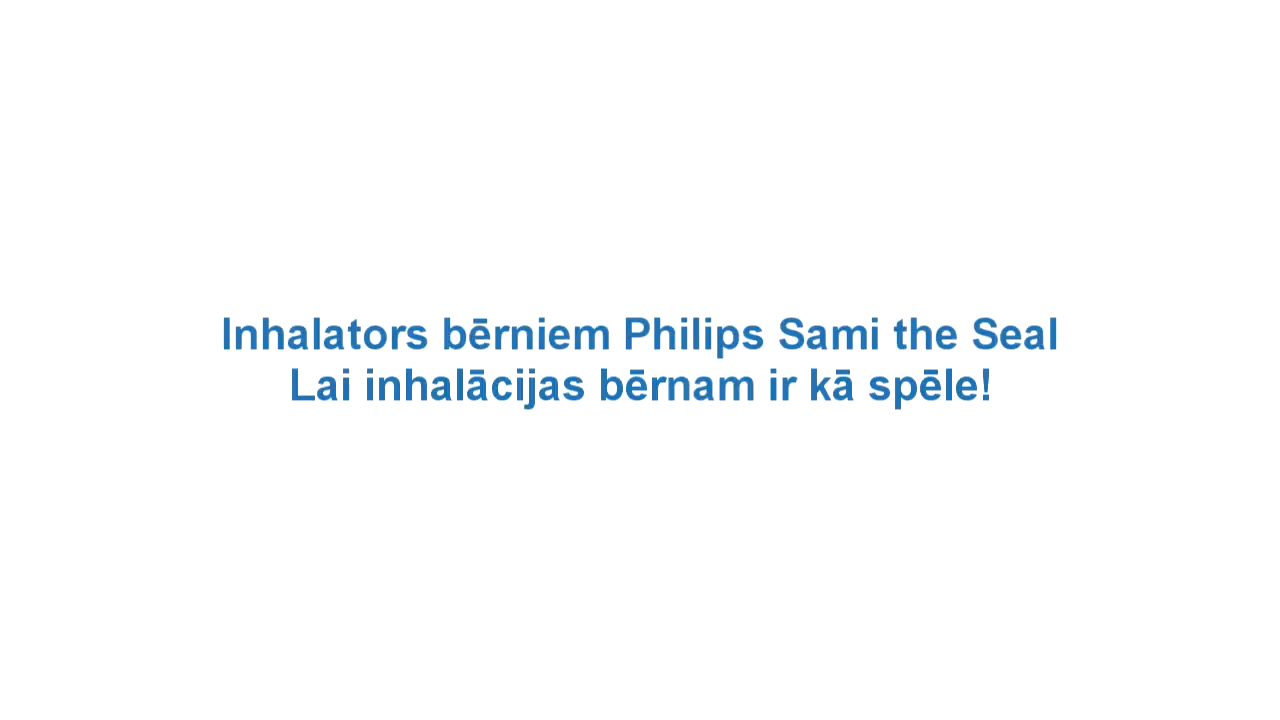 Inhalators bērniem Philips Sami the Seal
Lai inhalācijas bērnam ir kā spēle!